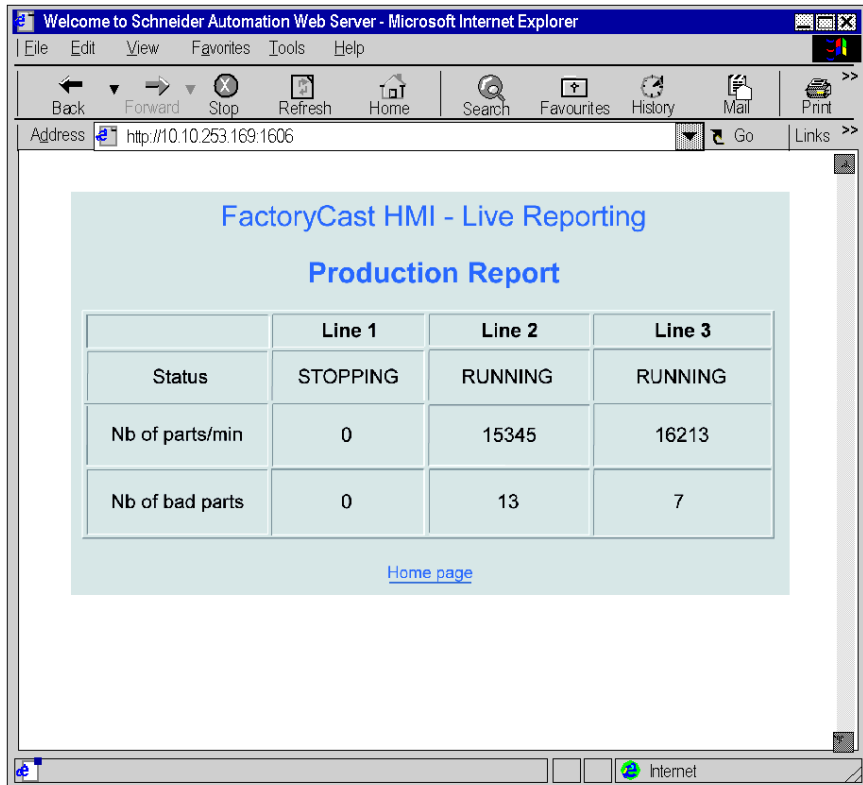 Welcome to Schneider Automation Web Server - Microsoft Internet Explorer
File Edit View Favorites Tools Help
Back Forward Stop Refresh Home Search Favourites History Mail Print >>
Address http://10.10.253.169:1606 Go Links >>
FactoryCast HMI - Live Reporting
Production Report
Line 1 Line 2 Line 3
Status STOPPING RUNNING RUNNING
Nb of parts/min 0 15345 16213
Nb of bad parts 0 13 7
Home page
Internet